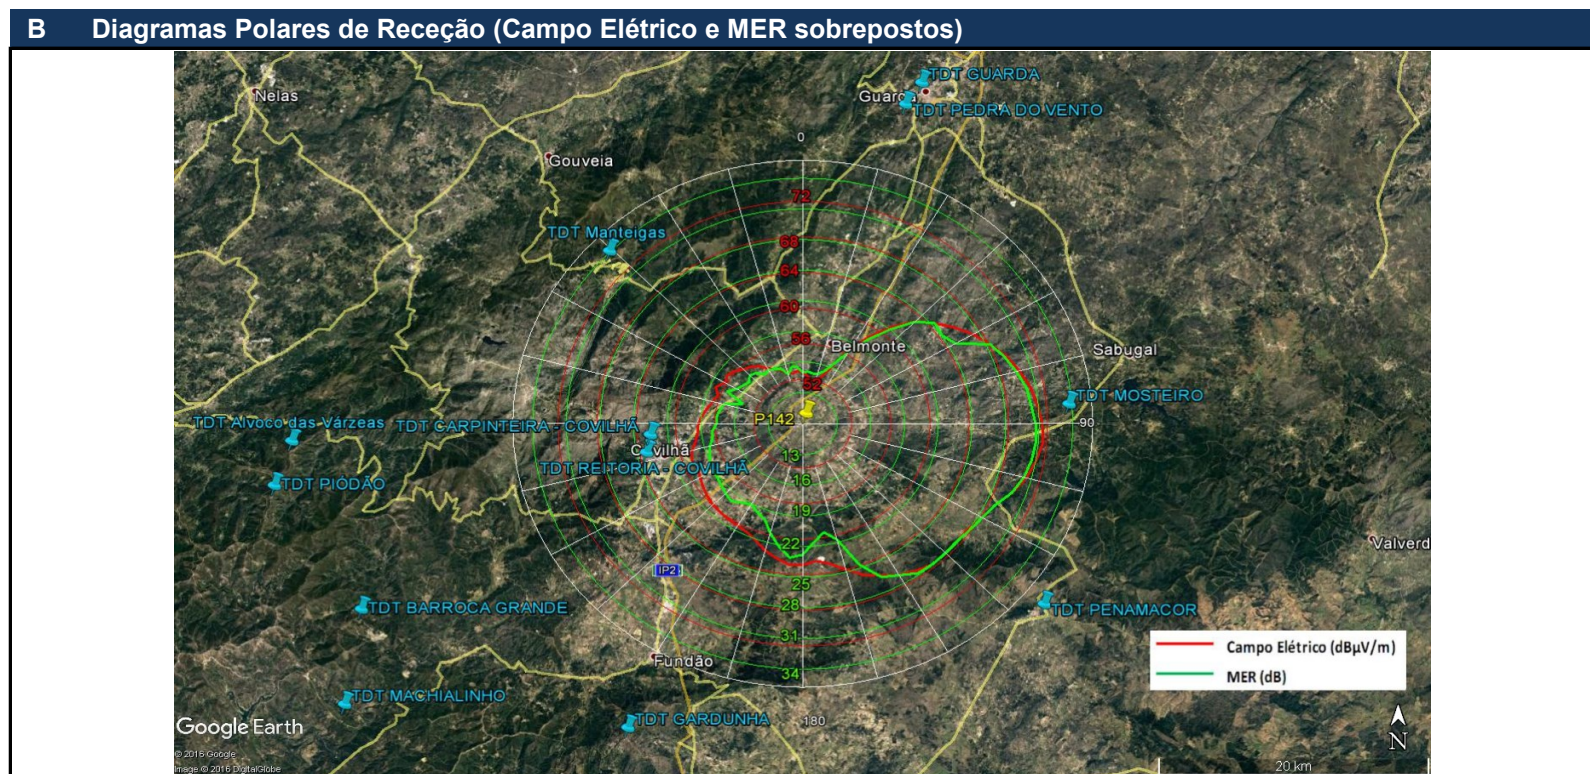 B Diagramas Polares de Receção (Campo Elétrico e MER sobrepostos)
TDT GUARDA
Nelas
Guarda
TDT PEDRA DO VENTO
0
Gouveia
72
TDT Manteigas
68
64
60
56
Belmonte
Sabugal
52
TDT MOSTEIRO
P142
90
TDT Alvoco das Várzeas
TDT CARPINTEIRA - COVILHÃ
Covilhã
13
TDT REITORIA - COVILHÃ
16
TDT PIÓDÃO
19
22
Valverd
IP2
25
TDT BARROCA GRANDE
28
TDT PENAMACOR
31
Campo Elétrico (dBµV/m)
Fundão
34
MER (dB)
TDT MACHIALINHO
TDT GARDUNHA
180
Google Earth
N
© 2016 Google
Image © 2016 DigitalGlobe
20 km